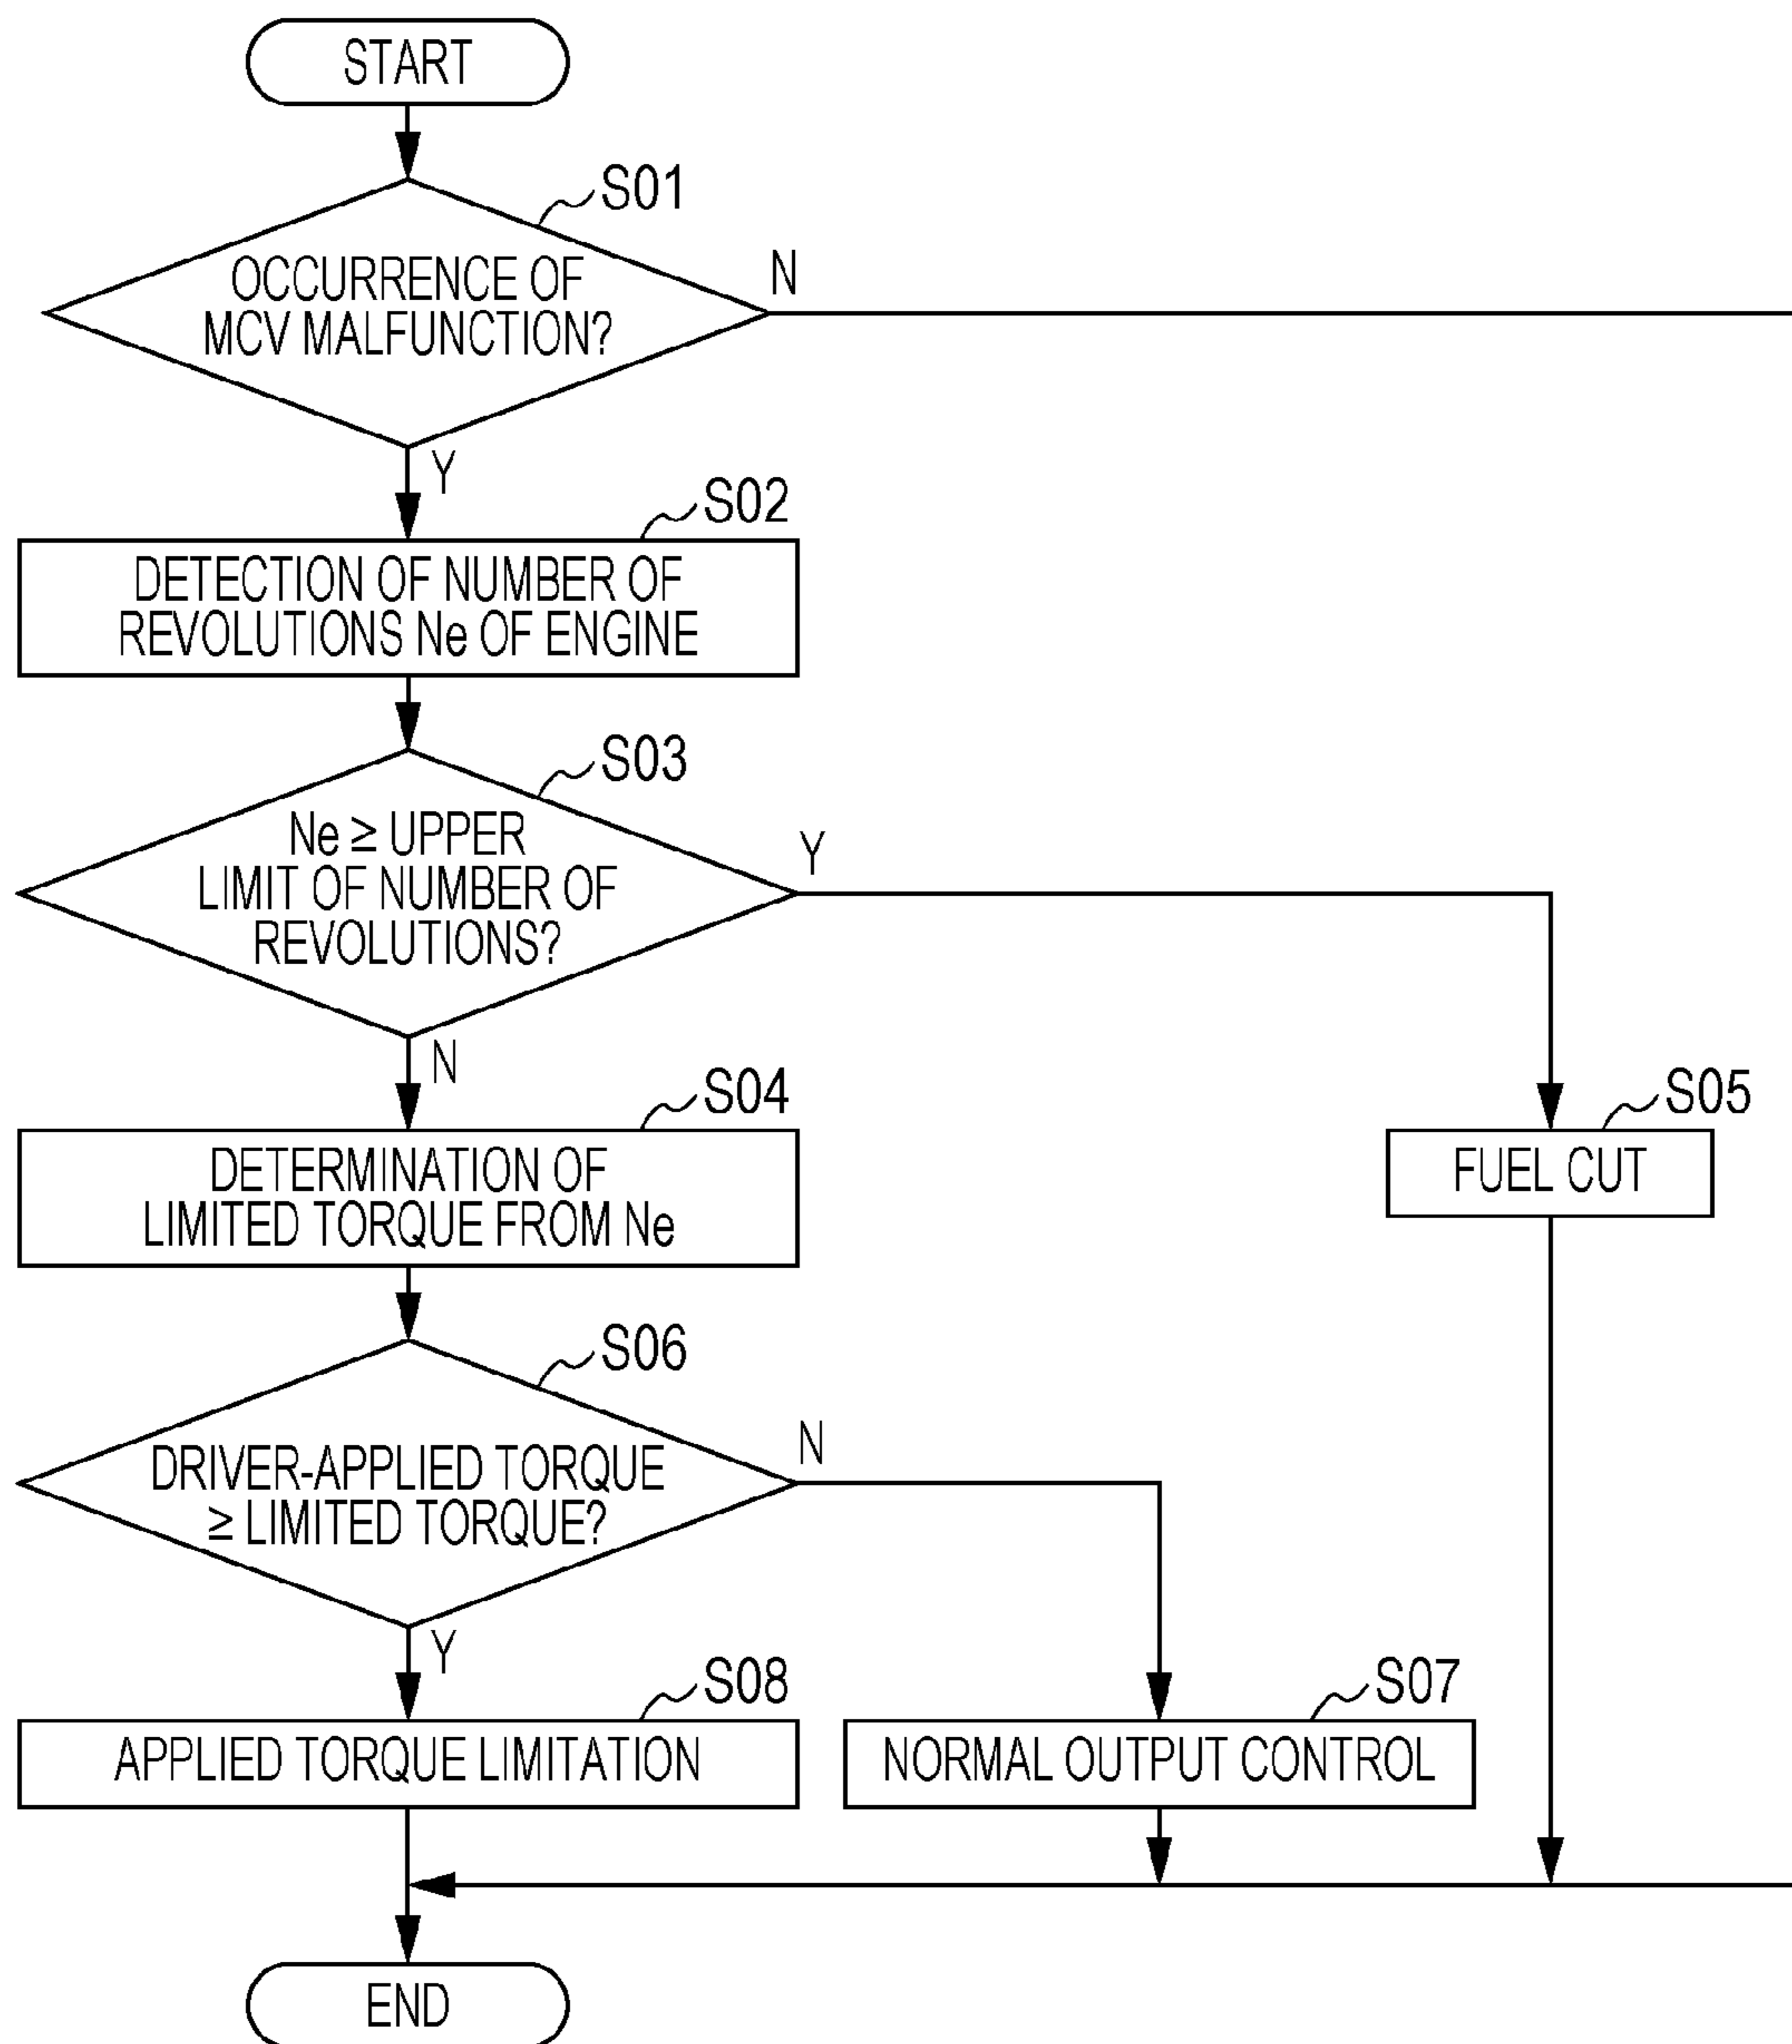 START
S01
OCCURRENCE OF
MCV MALFUNCTION?
N
Y
S02
DETECTION OF NUMBER OF
REVOLUTIONS Ne OF ENGINE
S03
Ne ≥ UPPER
LIMIT OF NUMBER OF
REVOLUTIONS?
Y
N
S04
DETERMINATION OF
LIMITED TORQUE FROM Ne
S05
FUEL CUT
S06
DRIVER-APPLIED TORQUE
≥ LIMITED TORQUE?
N
Y
S08
APPLIED TORQUE LIMITATION
S07
NORMAL OUTPUT CONTROL
END